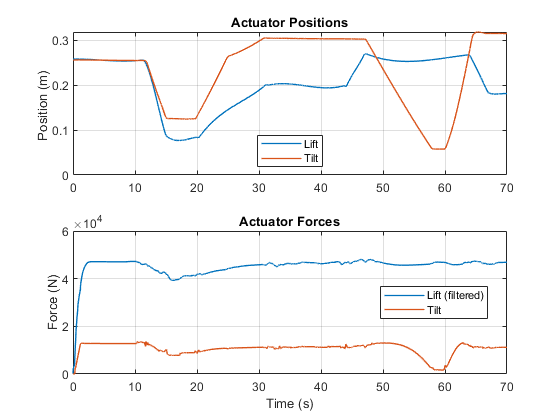 Actuator Positions
0.3
0.2
0.1
0
Position (m)
Lift
Tilt
0 10 20 30 40 50 60 70
Actuator Forces
×10⁴
6
4
2
0
Force (N)
Lift (filtered)
Tilt
0 10 20 30 40 50 60 70
Time (s)